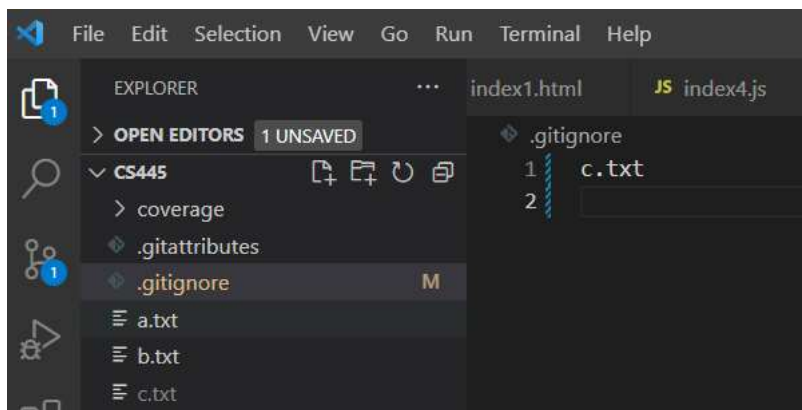 File Edit Selection View Go Run Terminal Help
EXPLORER ... index1.html JS index4.js
1
> OPEN EDITORS 1 UNSAVED .gitignore
CS445 1 c.txt
> coverage 2
.gitattributes
1
.gitignore M
a.txt
b.txt
c.txt